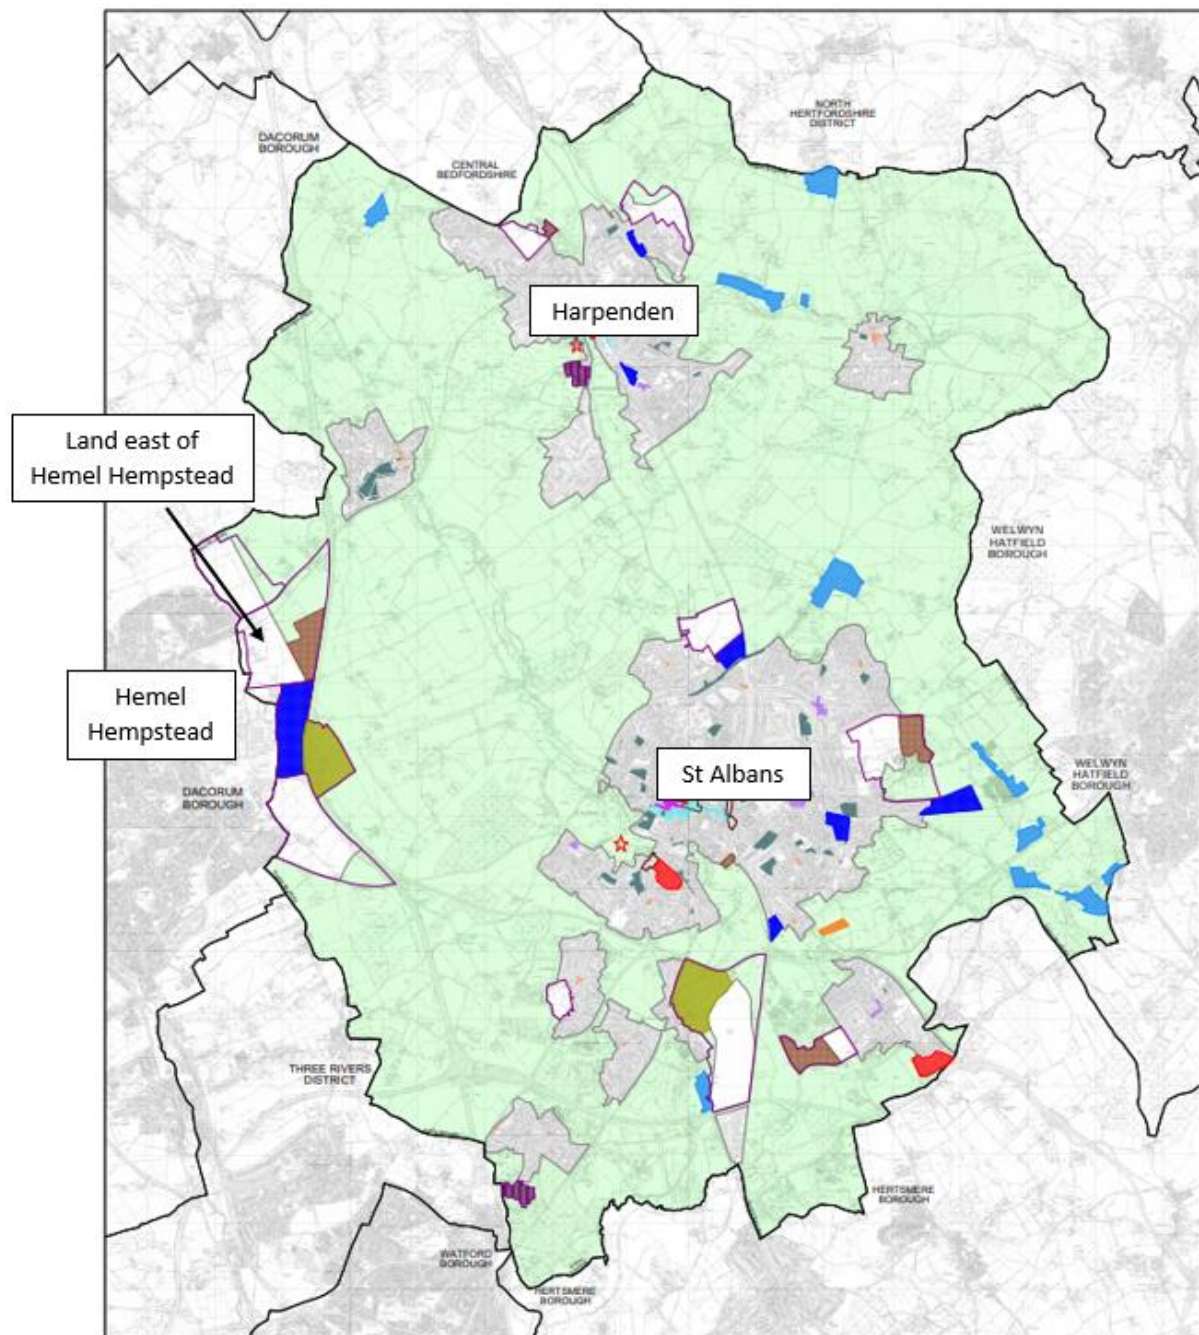 NORTH
HERTFORDSHIRE
DISTRICT
DACORUM
BOROUGH
CENTRAL
BEDFORDSHIRE
Harpenden
Land east of
Hemel Hempstead
WELWYN
HATFIELD
BOROUGH
Hemel
Hempstead
St Albans
WELWYN
HATFIELD
BOROUGH
DACORUM
BOROUGH
THREE RIVERS
DISTRICT
HERTSMERE
BOROUGH
WATFORD
BOROUGH
HERTSMERE
BOROUGH